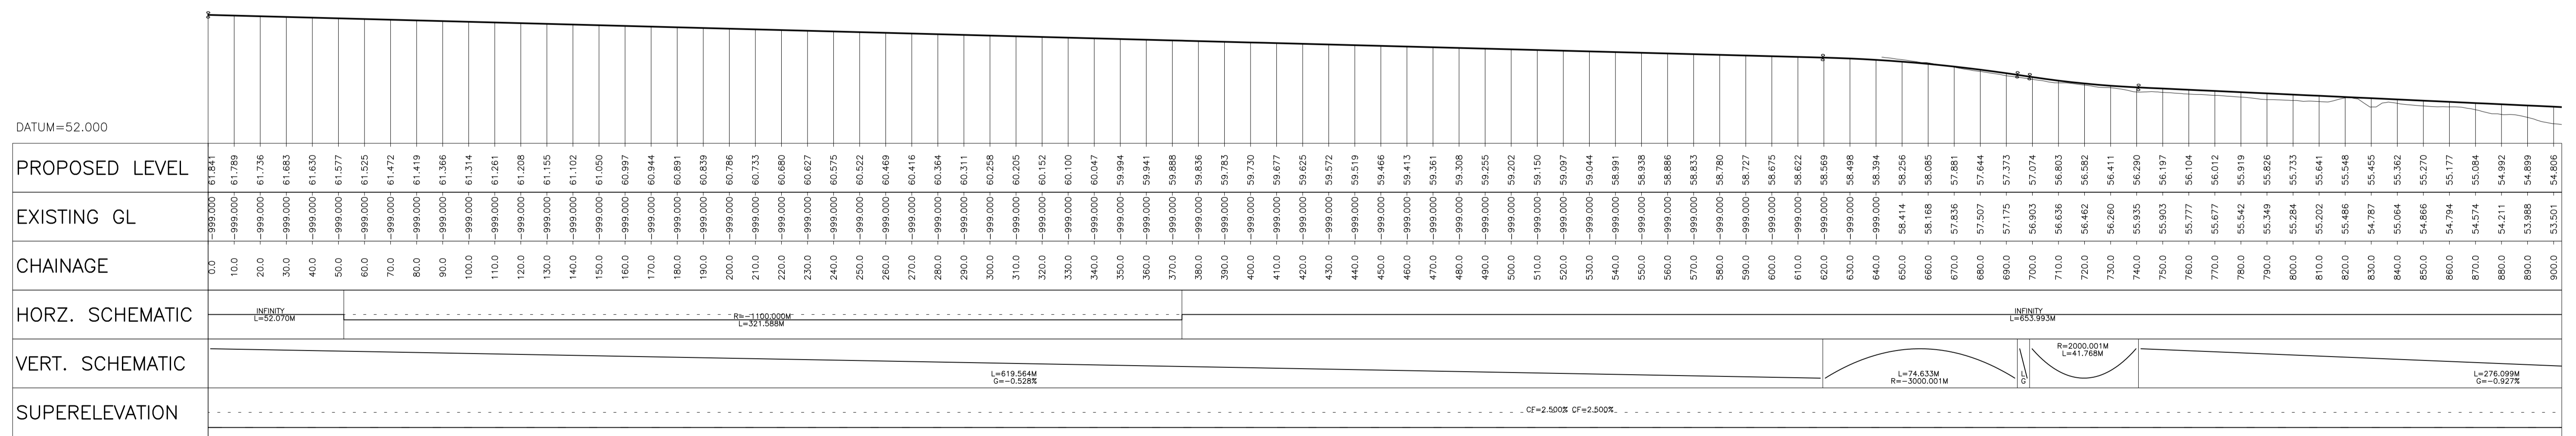 DATUM=52.000
PROPOSED LEVEL 61.841 61.789 61.736 61.683 61.630 61.577 61.525 61.472 61.419 61.366 61.314 61.261 61.208 61.155 61.102 61.050 60.997 60.944 60.891 60.839 60.786 60.733 60.680 60.627 60.575 60.522 60.469 60.416 60.364 60.311 60.258 60.205 60.152 60.100 60.047 59.994 59.941 59.888 59.836 59.783 59.730 59.677 59.625 59.572 59.519 59.466 59.413 59.361 59.308 59.255 59.202 59.150 59.097 59.044 58.991 58.938 58.886 58.833 58.780 58.727 58.675 58.622 58.569 58.498 58.394 58.256 58.085 57.881 57.644 57.373 57.074 56.803 56.582 56.411 56.290 56.197 56.104 56.012 55.919 55.826 55.733 55.641 55.548 55.455 55.362 55.270 55.177 55.084 54.992 54.899 54.806
EXISTING GL -999.000 -999.000 -999.000 -999.000 -999.000 -999.000 -999.000 -999.000 -999.000 -999.000 -999.000 -999.000 -999.000 -999.000 -999.000 -999.000 -999.000 -999.000 -999.000 -999.000 -999.000 -999.000 -999.000 -999.000 -999.000 -999.000 -999.000 -999.000 -999.000 -999.000 -999.000 -999.000 -999.000 -999.000 -999.000 -999.000 -999.000 -999.000 -999.000 -999.000 -999.000 -999.000 -999.000 -999.000 -999.000 -999.000 -999.000 -999.000 -999.000 -999.000 -999.000 -999.000 -999.000 -999.000 -999.000 -999.000 -999.000 -999.000 -999.000 -999.000 -999.000 -999.000 -999.000 -999.000 -999.000 58.414 58.168 57.836 57.507 57.175 56.903 56.636 56.462 56.260 55.935 55.903 55.777 55.677 55.542 55.349 55.284 55.202 55.486 54.787 55.064 54.866 54.794 54.574 54.211 53.988 53.501
CHAINAGE 0.0 10.0 20.0 30.0 40.0 50.0 60.0 70.0 80.0 90.0 100.0 110.0 120.0 130.0 140.0 150.0 160.0 170.0 180.0 190.0 200.0 210.0 220.0 230.0 240.0 250.0 260.0 270.0 280.0 290.0 300.0 310.0 320.0 330.0 340.0 350.0 360.0 370.0 380.0 390.0 400.0 410.0 420.0 430.0 440.0 450.0 460.0 470.0 480.0 490.0 500.0 510.0 520.0 530.0 540.0 550.0 560.0 570.0 580.0 590.0 600.0 610.0 620.0 630.0 640.0 650.0 660.0 670.0 680.0 690.0 700.0 710.0 720.0 730.0 740.0 750.0 760.0 770.0 780.0 790.0 800.0 810.0 820.0 830.0 840.0 850.0 860.0 870.0 880.0 890.0 900.0
HORZ. SCHEMATIC
INFINITY
L=52.070M
R=-1100.000M
L=321.588M
INFINITY
L=653.993M
VERT. SCHEMATIC
L=619.564M
G=-0.528%
L=74.633M
R=-3000.001M
L
G
R=2000.001M
L=41.768M
L=276.099M
G=-0.927%
SUPERELEVATION
CF=2.500% CF=2.500%